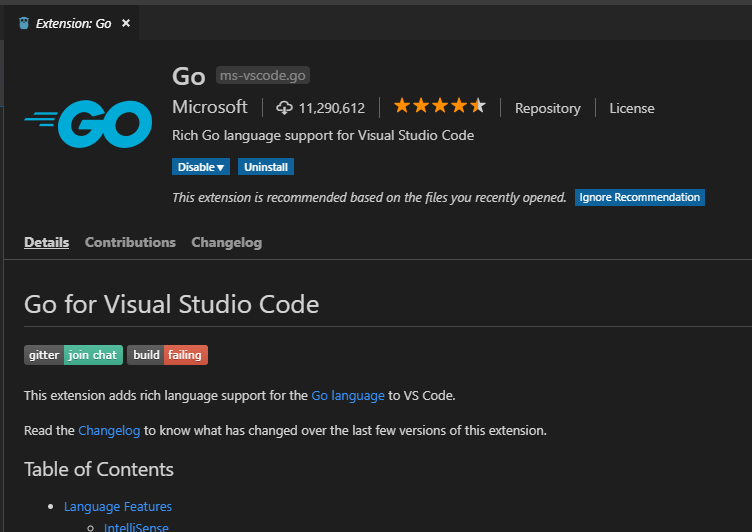 Extension: Go ×
GO
Go ms-vscode.go
Microsoft 11,290,612 Repository License
Rich Go language support for Visual Studio Code
Disable Uninstall
This extension is recommended based on the files you recently opened. Ignore Recommendation
Details Contributions Changelog
Go for Visual Studio Code
gitter join chat build failing
This extension adds rich language support for the Go language to VS Code.
Read the Changelog to know what has changed over the last few versions of this extension.
Table of Contents
Language Features
IntelliSense